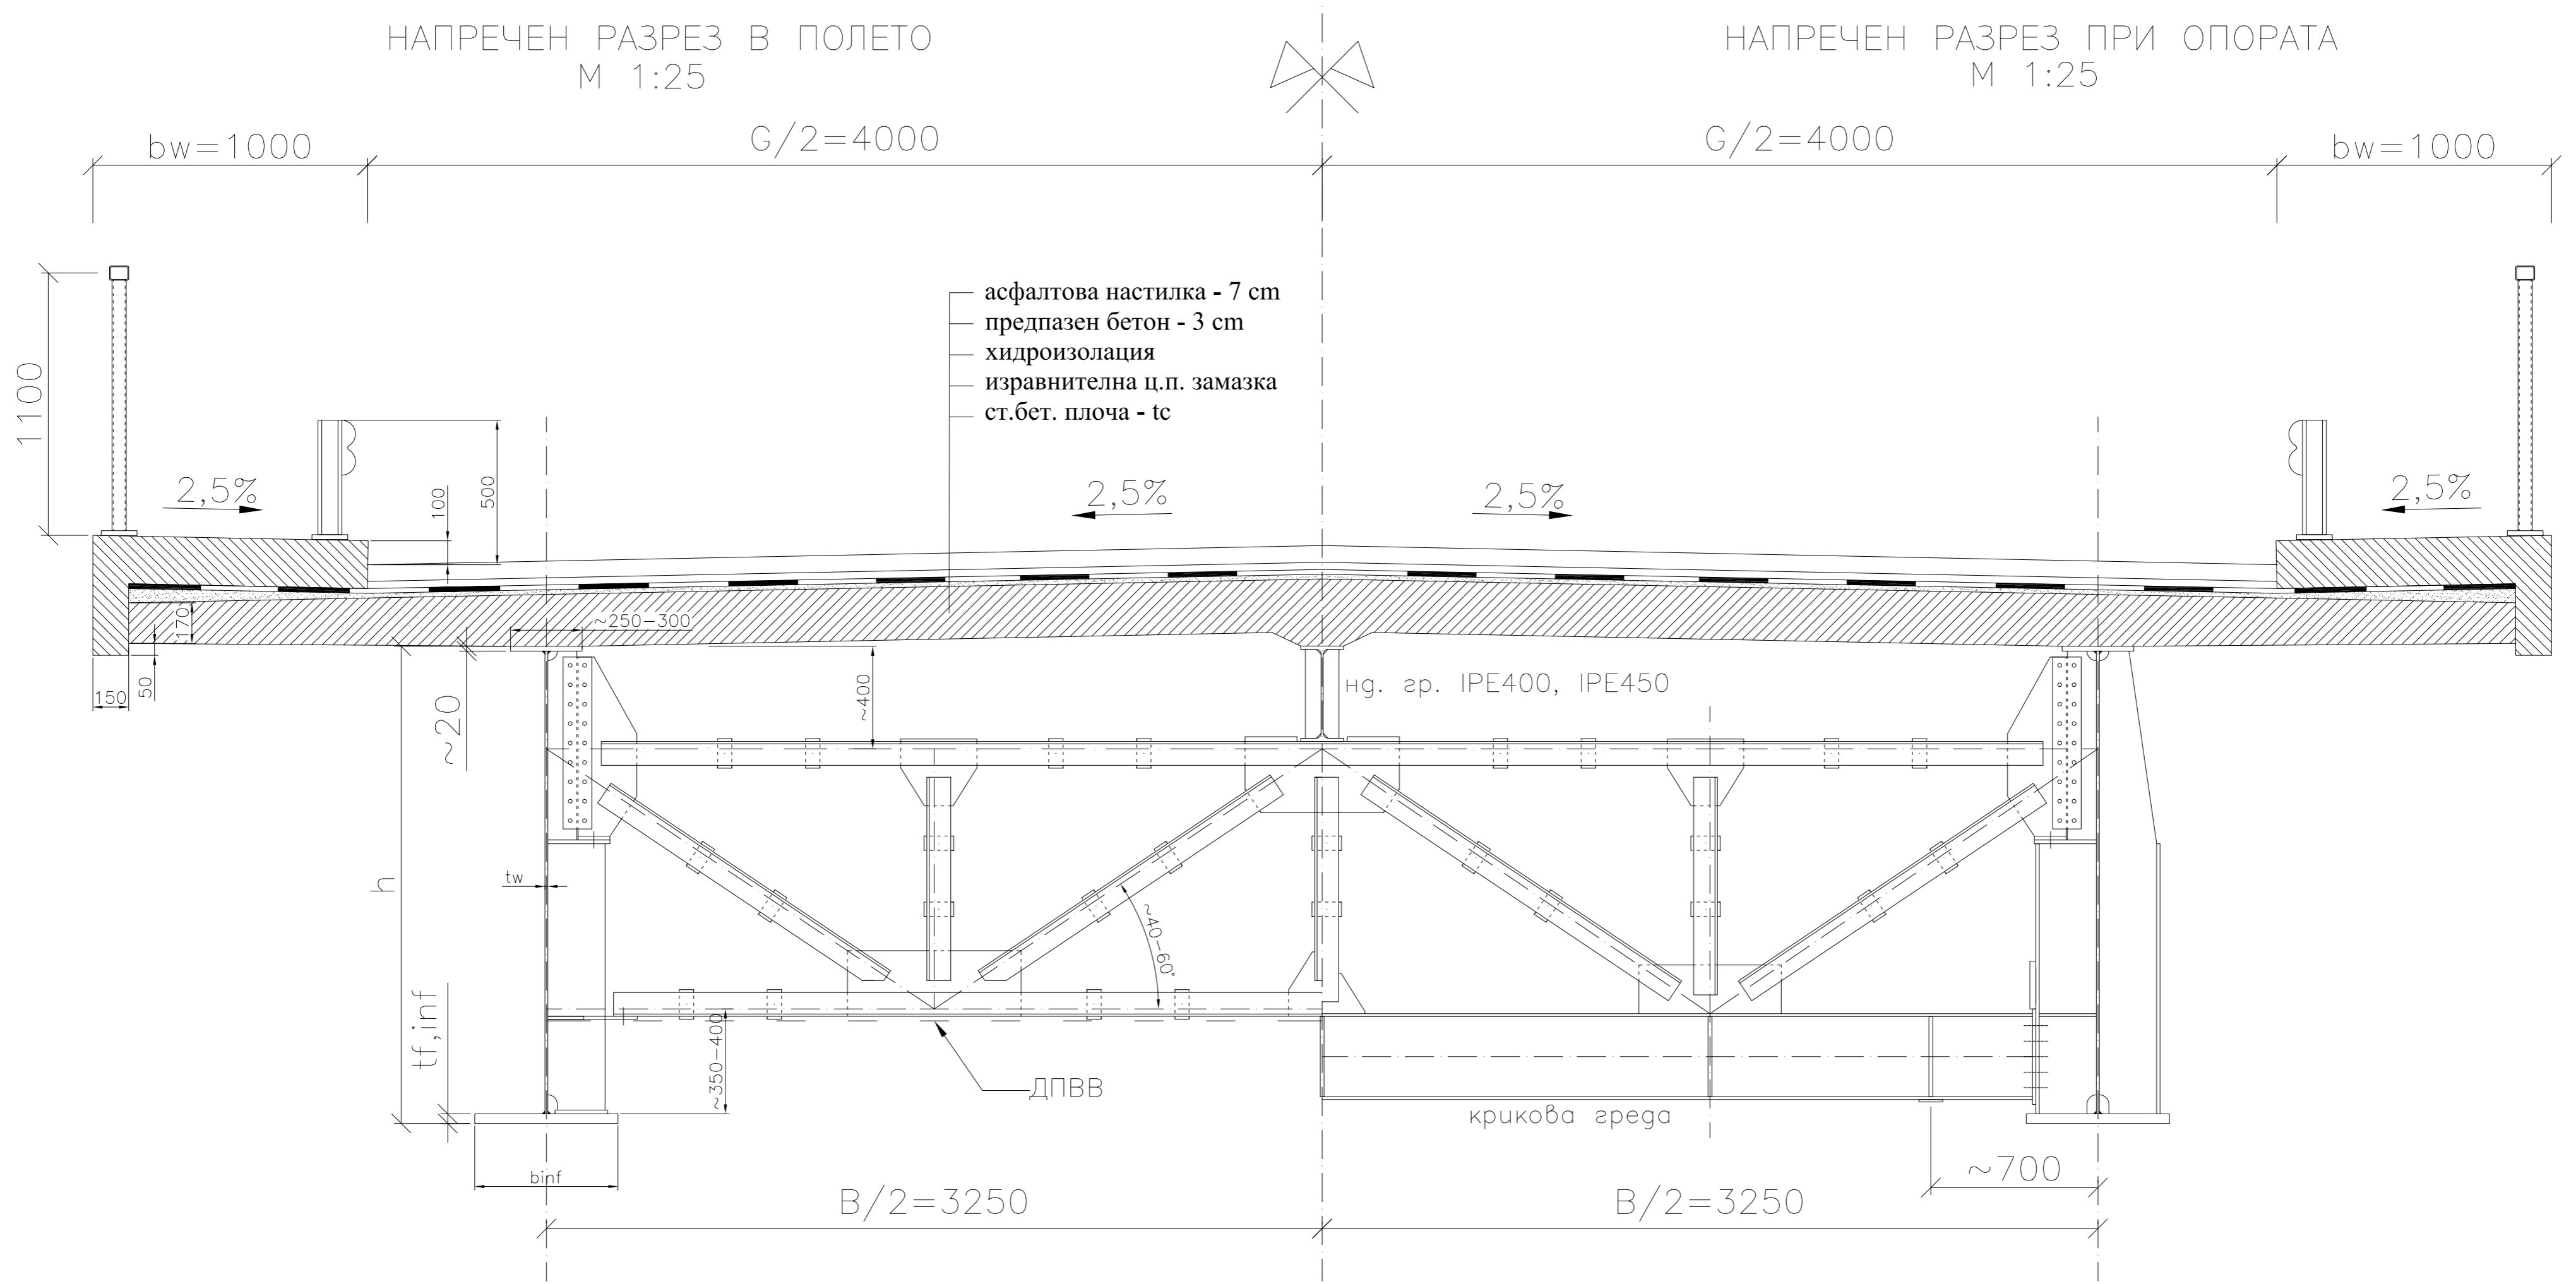 НАПРЕЧЕН РАЗРЕЗ В ПОЛЕТО
М 1:25
НАПРЕЧЕН РАЗРЕЗ ПРИ ОПОРАТА
М 1:25
bw=1000
G/2=4000
G/2=4000
bw=1000
асфалтова настилка - 7 cm
предпазен бетон - 3 cm
хидроизолация
изравнителна ц.п. замазка
ст.бет. плоча - tc
1100
2,5%
100
500
2,5%
2,5%
2,5%
170
~250-300
150
50
~20
~400
нд. гр. IPE400, IPE450
h
tw
~40-60°
tf,inf
~350-400
ДПВВ
крикова греда
binf
~700
B/2=3250
B/2=3250